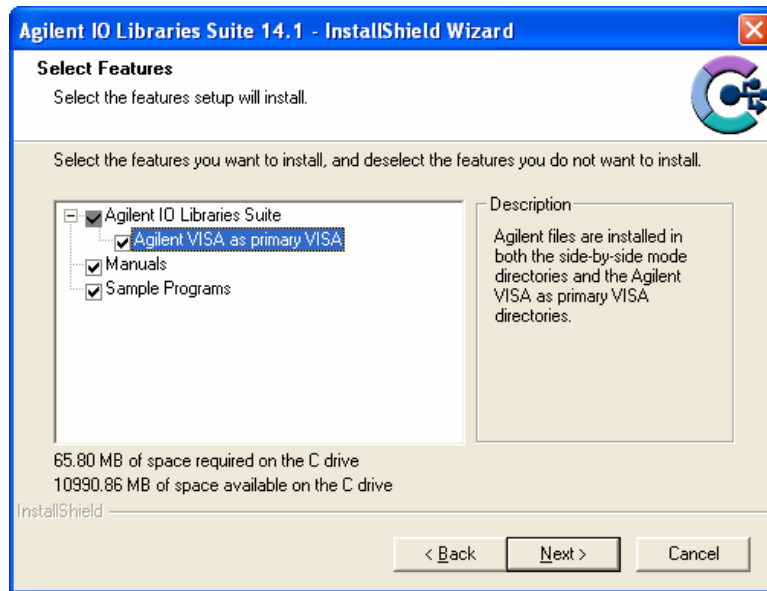 Agilent IO Libraries Suite 14.1 - InstallShield Wizard
Select Features
Select the features setup will install.
Select the features you want to install, and deselect the features you do not want to install.
Agilent IO Libraries Suite
Agilent VISA as primary VISA
Manuals
Sample Programs
Description
Agilent files are installed in
both the side-by-side mode
directories and the Agilent
VISA as primary VISA
directories.
65.80 MB of space required on the C drive
10990.86 MB of space available on the C drive
InstallShield
< Back
Next >
Cancel